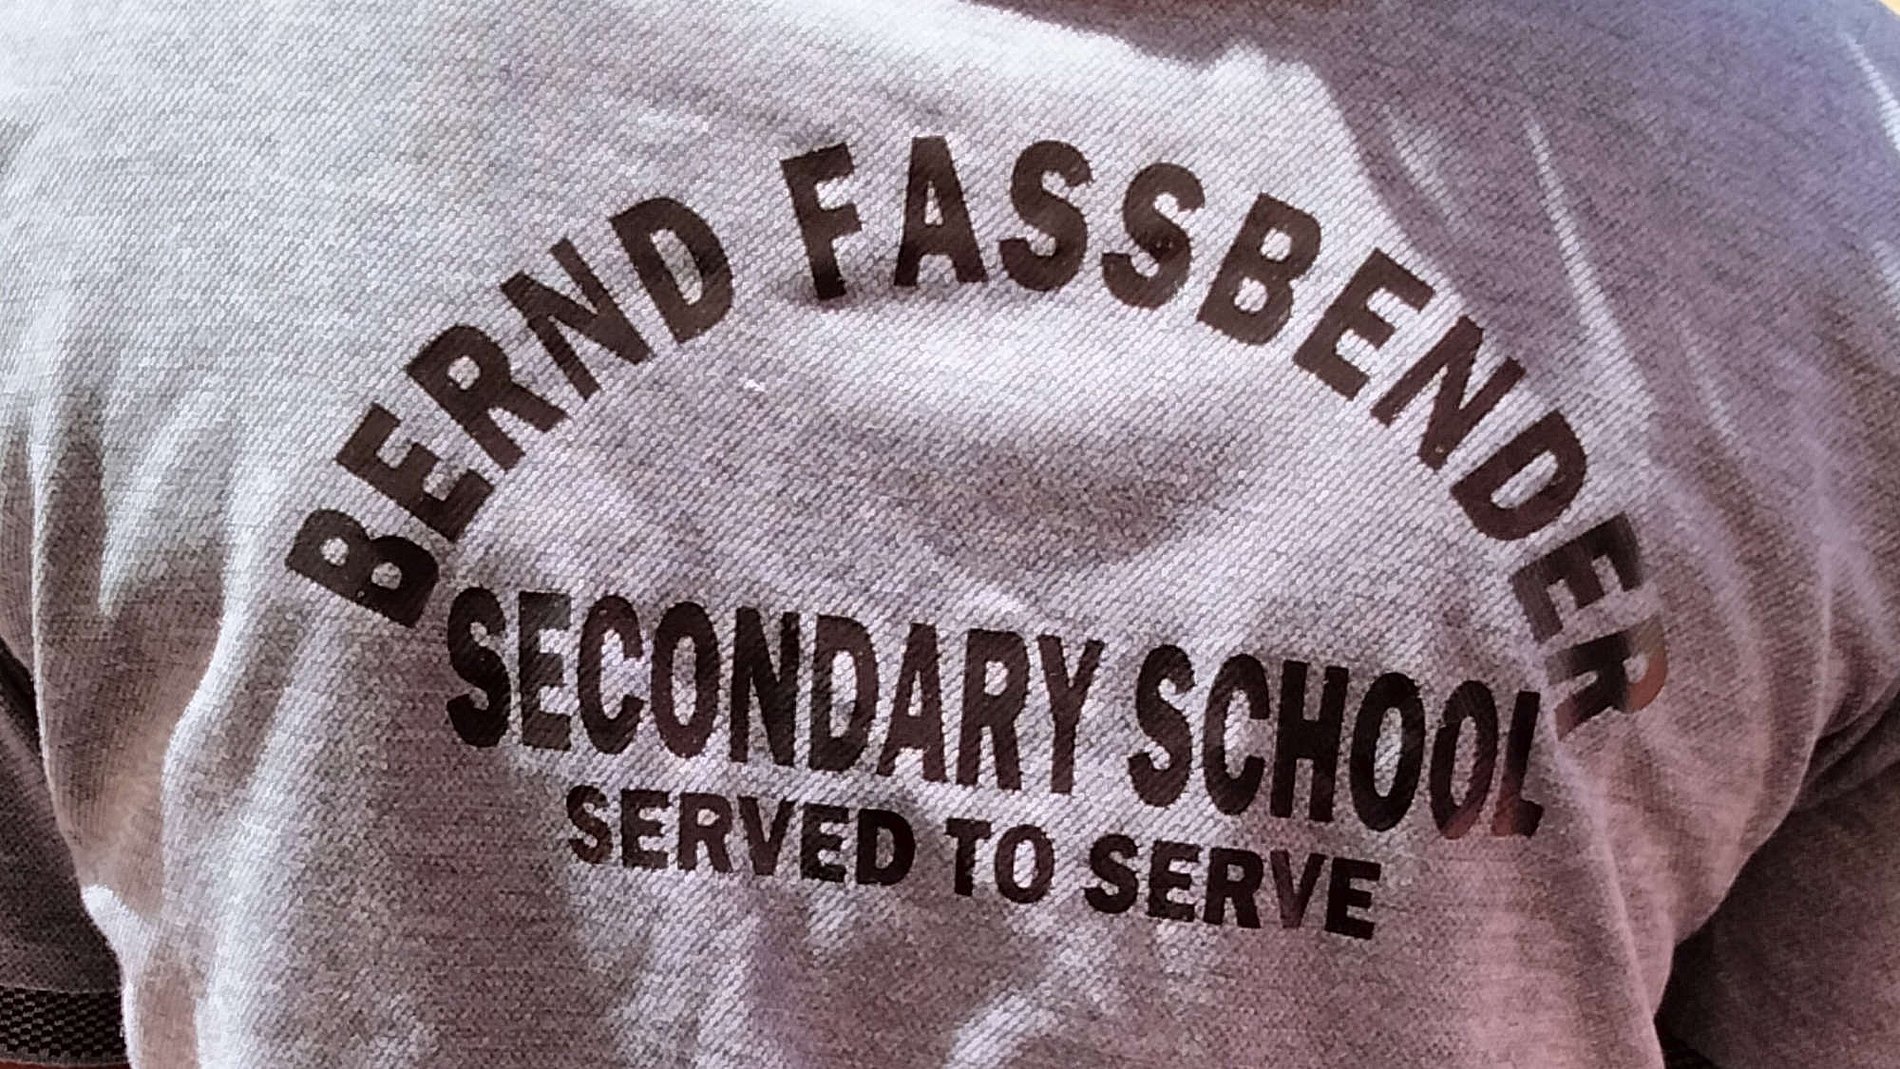 BERND FASSBENDER
SECONDARY SCHOOL
SERVED TO SERVE